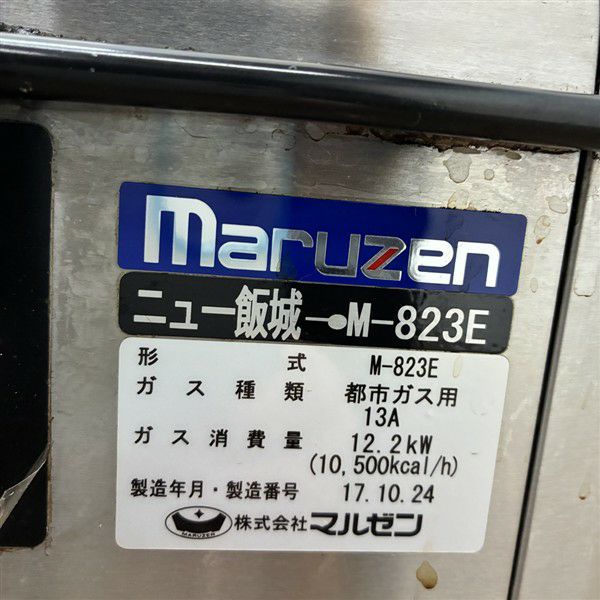 maruzen
ニュー飯城 M-823E
形式 M-823E
ガス種類 都市ガス用
13A
ガス消費量 12.2kW
(10,500kcal/h)
製造年月・製造番号 17.10.24
MARUZEN 株式会社マルゼン